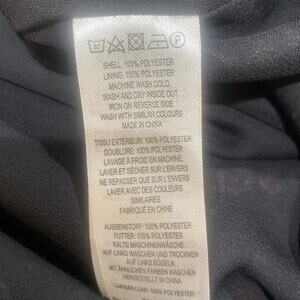 SHELL: 100% POLYESTER
LINING: 100% POLYESTER
MACHINE WASH COLD
WASH AND DRY INSIDE OUT
IRON ON REVERSE SIDE
WASH WITH SIMILAR COLOURS
MADE IN CHINA
TISSU EXTÉRIEUR: 100% POLYESTER
DOUBLURE: 100% POLYESTER
LAVAGE À FROID EN MACHINE.
LAVER ET SÉCHER SUR L'ENVERS
NE REPASSER QUE SUR L'ENVERS
LAVER AVEC DES COULEURS
SIMILAIRES
FABRIQUÉ EN CHINE
AUSSENSTOFF: 100% POLYESTER
FUTTER: 100% POLYESTER
KALTE MASCHINENWÄSCHE.
AUF LINKS WASCHEN UND TROCKNEN
AUF LINKS BÜGELN.
MIT ÄHNLICHEN FARBEN WASCHEN
HERGESTELLT IN CHINA
LAPISAN LUAR: 100% POLYESTER